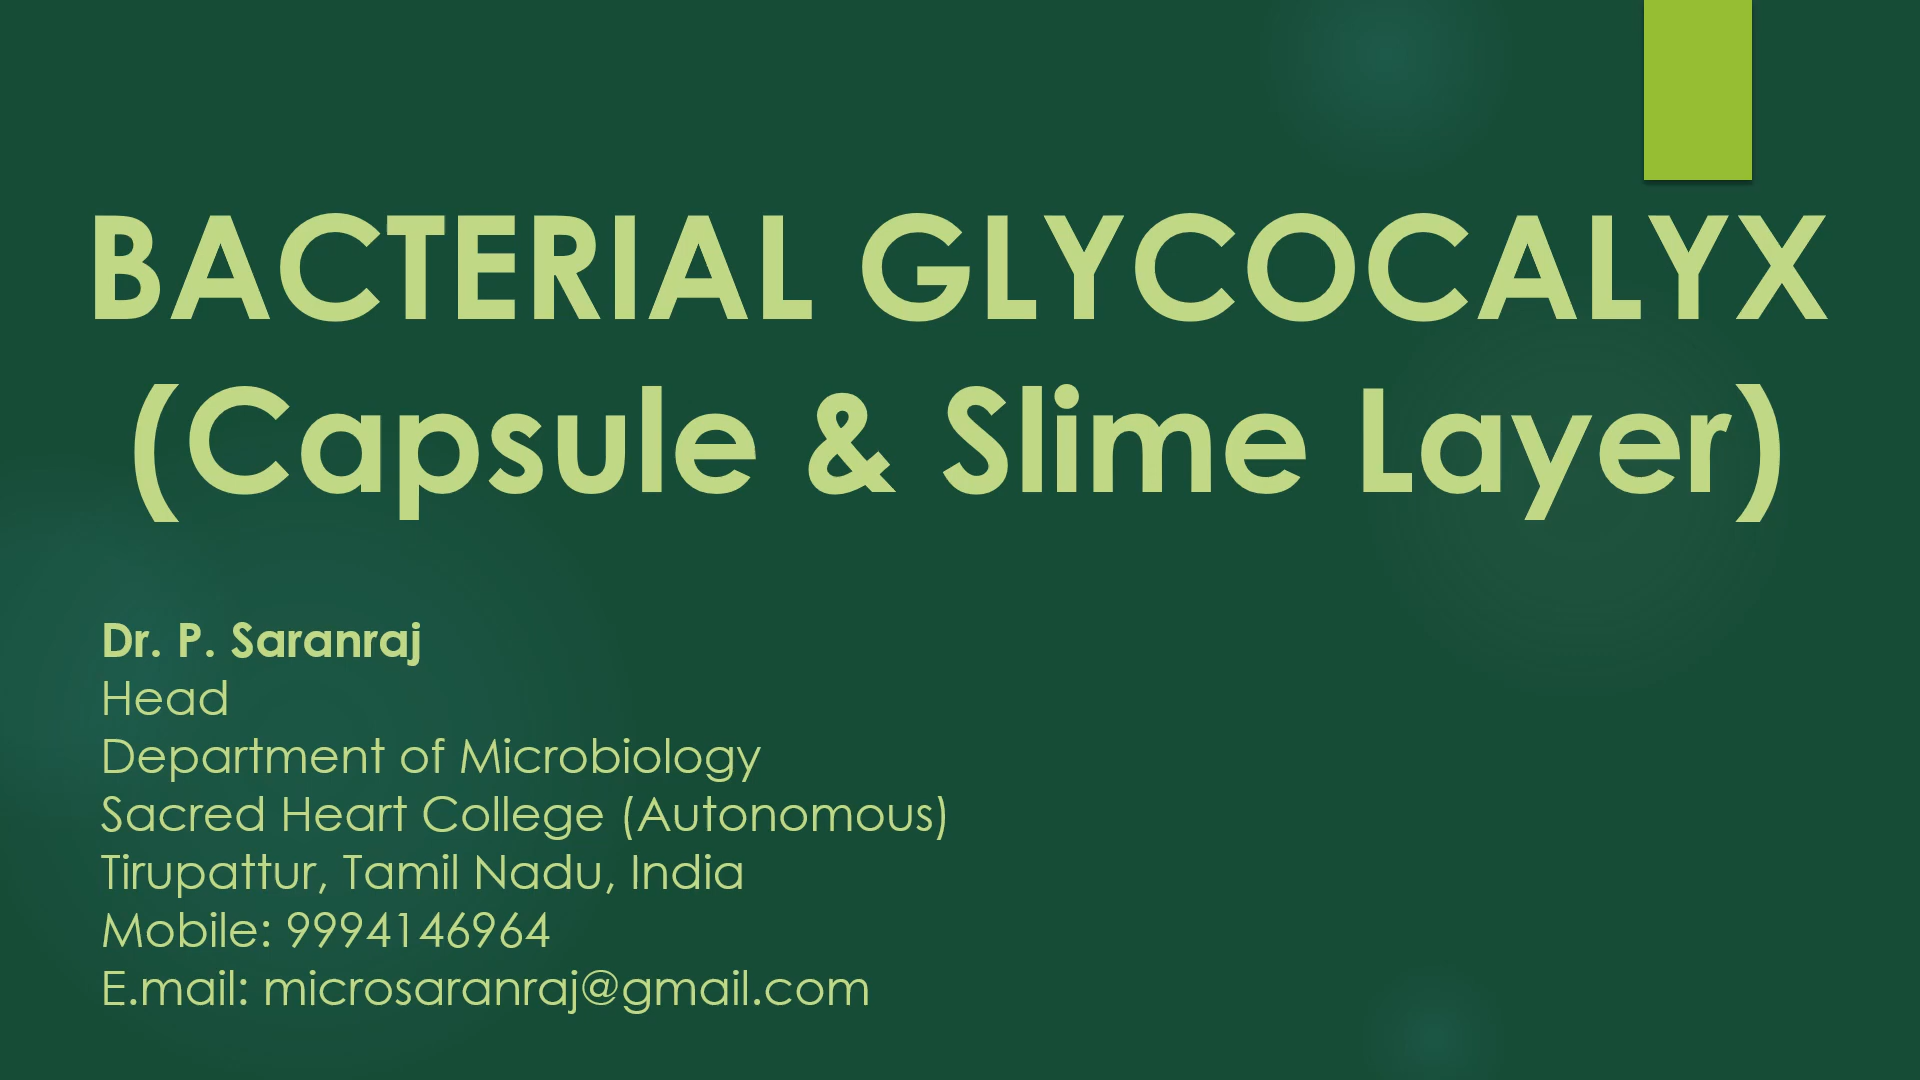 BACTERIAL GLYCOCALYX
(Capsule & Slime Layer)
Dr. P. Saranraj
Head
Department of Microbiology
Sacred Heart College (Autonomous)
Tirupattur, Tamil Nadu, India
Mobile: 9994146964
E.mail: microsaranraj@gmail.com